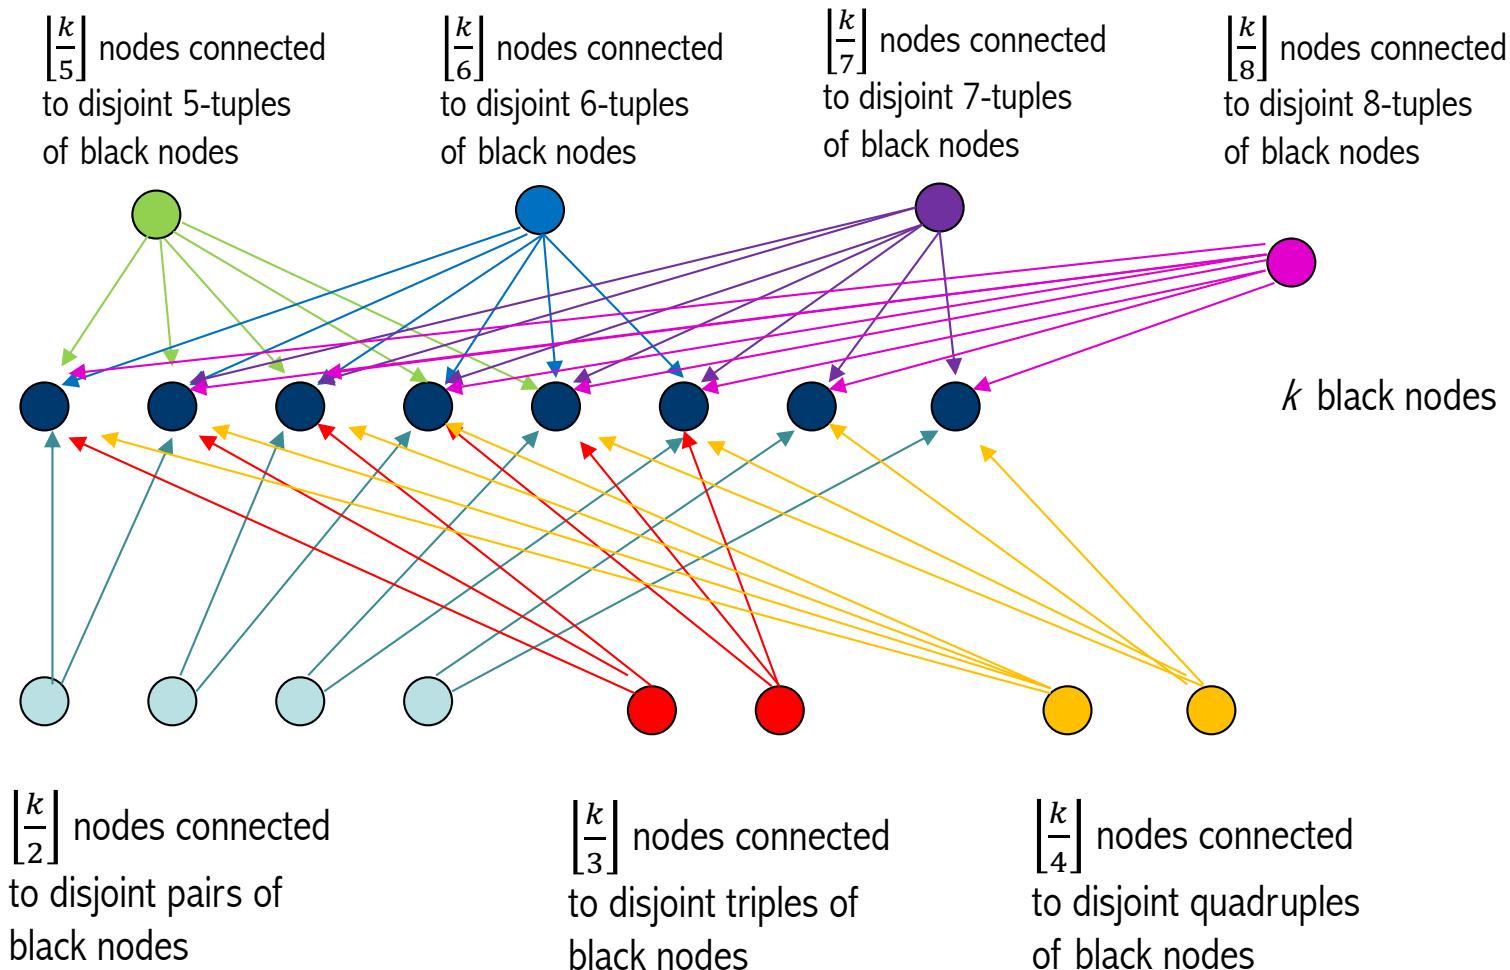 ⌊k/5⌋ nodes connected
to disjoint 5-tuples
of black nodes
⌊k/6⌋ nodes connected
to disjoint 6-tuples
of black nodes
⌊k/7⌋ nodes connected
to disjoint 7-tuples
of black nodes
⌊k/8⌋ nodes connected
to disjoint 8-tuples
of black nodes
k black nodes
⌊k/2⌋ nodes connected
to disjoint pairs of
black nodes
⌊k/3⌋ nodes connected
to disjoint triples of
black nodes
⌊k/4⌋ nodes connected
to disjoint quadruples
of black nodes